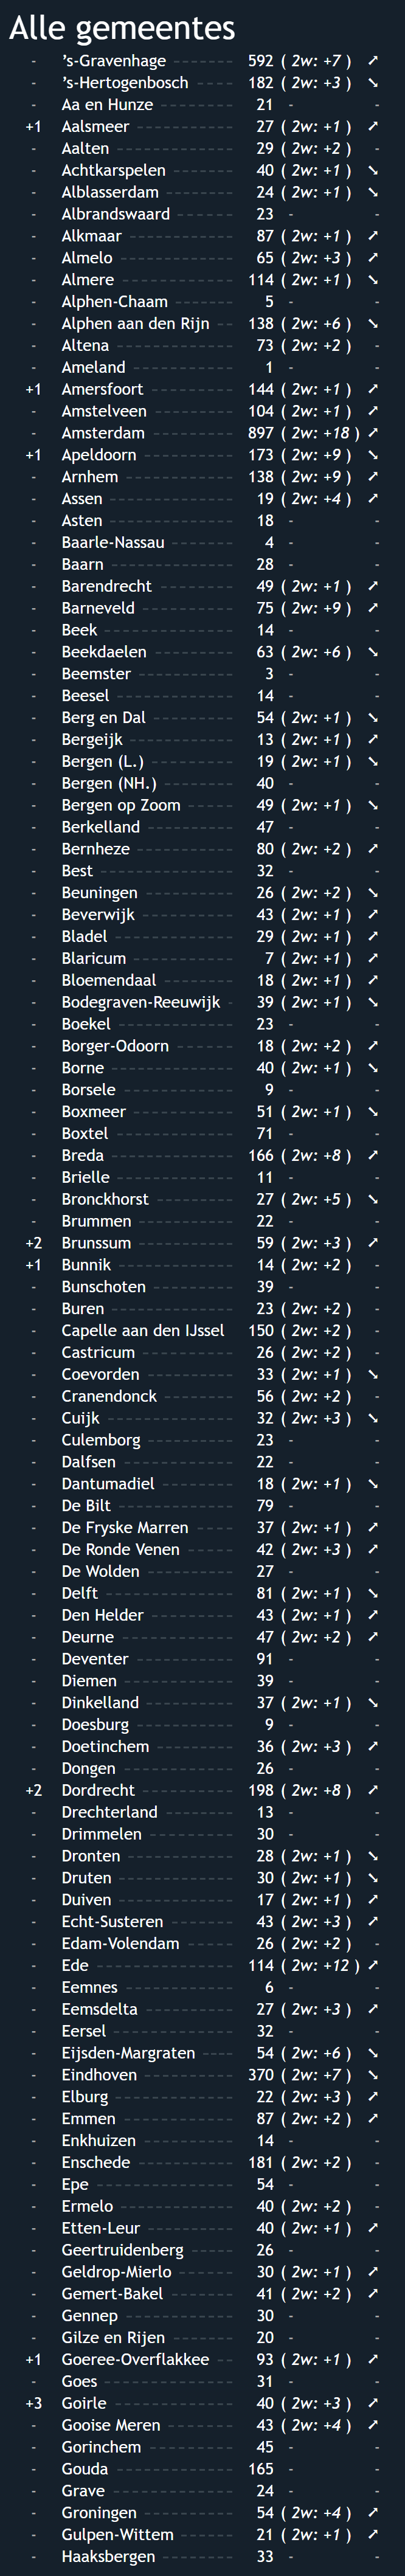 Alle gemeentes
- ’s-Gravenhage ------- 592 ( 2w: +7 ) ➚
- ’s-Hertogenbosch ----- 182 ( 2w: +3 ) ➘
- Aa en Hunze -------- 21 - -
+1 Aalsmeer ---------- 27 ( 2w: +1 ) ➚
- Aalten ------------ 29 ( 2w: +2 ) -
- Achtkarspelen ------- 40 ( 2w: +1 ) ➘
- Alblasserdam -------- 24 ( 2w: +1 ) ➘
- Albrandswaard ------- 23 - -
- Alkmaar ----------- 87 ( 2w: +1 ) ➚
- Almelo ------------ 65 ( 2w: +3 ) ➚
- Almere ------------ 114 ( 2w: +1 ) ➘
- Alphen-Chaam ------- 5 - -
- Alphen aan den Rijn -- 138 ( 2w: +6 ) ➘
- Altena ------------ 73 ( 2w: +2 ) -
- Ameland ----------- 1 - -
+1 Amersfoort --------- 144 ( 2w: +1 ) ➚
- Amstelveen --------- 104 ( 2w: +1 ) ➚
- Amsterdam --------- 897 ( 2w: +18 ) ➚
+1 Apeldoorn ---------- 173 ( 2w: +9 ) ➘
- Arnhem ------------ 138 ( 2w: +9 ) ➚
- Assen ------------- 19 ( 2w: +4 ) ➚
- Asten ------------- 18 - -
- Baarle-Nassau ------- 4 - -
- Baarn ------------- 28 - -
- Barendrecht -------- 49 ( 2w: +1 ) ➚
- Barneveld ---------- 75 ( 2w: +9 ) ➚
- Beek -------------- 14 - -
- Beekdaelen --------- 63 ( 2w: +6 ) ➘
- Beemster ---------- 3 - -
- Beesel ------------ 14 - -
- Berg en Dal --------- 54 ( 2w: +1 ) ➘
- Bergeijk ----------- 13 ( 2w: +1 ) ➚
- Bergen (L.) --------- 19 ( 2w: +1 ) ➘
- Bergen (NH.) -------- 40 - -
- Bergen op Zoom ----- 49 ( 2w: +1 ) ➘
- Berkelland --------- 47 - -
- Bernheze ---------- 80 ( 2w: +2 ) ➚
- Best -------------- 32 - -
- Beuningen ---------- 26 ( 2w: +2 ) ➘
- Beverwijk ---------- 43 ( 2w: +1 ) ➚
- Bladel ------------ 29 ( 2w: +1 ) ➚
- Blaricum ----------- 7 ( 2w: +1 ) ➚
- Bloemendaal -------- 18 ( 2w: +1 ) ➚
- Bodegraven-Reeuwijk - 39 ( 2w: +1 ) ➘
- Boekel ------------ 23 - -
- Borger-Odoorn ------- 18 ( 2w: +2 ) ➚
- Borne ------------- 40 ( 2w: +1 ) ➘
- Borsele ----------- 9 - -
- Boxmeer ----------- 51 ( 2w: +1 ) ➘
- Boxtel ------------ 71 - -
- Breda ------------- 166 ( 2w: +8 ) ➚
- Brielle ------------ 11 - -
- Bronckhorst --------- 27 ( 2w: +5 ) ➘
- Brummen ---------- 22 - -
+2 Brunssum ---------- 59 ( 2w: +3 ) ➚
+1 Bunnik ------------ 14 ( 2w: +2 ) -
- Bunschoten --------- 39 - -
- Buren ------------- 23 ( 2w: +2 ) -
- Capelle aan den IJssel 150 ( 2w: +2 ) -
- Castricum ---------- 26 ( 2w: +2 ) -
- Coevorden ---------- 33 ( 2w: +1 ) ➘
- Cranendonck -------- 56 ( 2w: +2 ) -
- Cuijk ------------- 32 ( 2w: +3 ) ➘
- Culemborg --------- 23 - -
- Dalfsen ----------- 22 - -
- Dantumadiel -------- 18 ( 2w: +1 ) ➘
- De Bilt ------------ 79 - -
- De Fryske Marren ---- 37 ( 2w: +1 ) ➚
- De Ronde Venen ----- 42 ( 2w: +3 ) ➚
- De Wolden ---------- 27 - -
- Delft ------------- 81 ( 2w: +1 ) ➘
- Den Helder --------- 43 ( 2w: +1 ) ➚
- Deurne ------------ 47 ( 2w: +2 ) ➚
- Deventer ---------- 91 - -
- Diemen ------------ 39 - -
- Dinkelland --------- 37 ( 2w: +1 ) ➘
- Doesburg ---------- 9 - -
- Doetinchem --------- 36 ( 2w: +3 ) ➚
- Dongen ------------ 26 - -
+2 Dordrecht ---------- 198 ( 2w: +8 ) ➚
- Drechterland -------- 13 - -
- Drimmelen --------- 30 - -
- Dronten ----------- 28 ( 2w: +1 ) ➘
- Druten ------------ 30 ( 2w: +1 ) ➘
- Duiven ------------ 17 ( 2w: +1 ) ➚
- Echt-Susteren ------- 43 ( 2w: +3 ) ➚
- Edam-Volendam ------ 26 ( 2w: +2 ) -
- Ede --------------- 114 ( 2w: +12 ) ➚
- Eemnes ------------ 6 - -
- Eemsdelta ---------- 27 ( 2w: +3 ) ➚
- Eersel ------------ 32 - -
- Eijsden-Margraten ---- 54 ( 2w: +6 ) ➘
- Eindhoven ---------- 370 ( 2w: +7 ) ➘
- Elburg ------------ 22 ( 2w: +3 ) ➚
- Emmen ------------ 87 ( 2w: +2 ) ➚
- Enkhuizen ---------- 14 - -
- Enschede ---------- 181 ( 2w: +2 ) -
- Epe --------------- 54 - -
- Ermelo ------------ 40 ( 2w: +2 ) -
- Etten-Leur ---------- 40 ( 2w: +1 ) ➚
- Geertruidenberg ----- 26 - -
- Geldrop-Mierlo ------- 30 ( 2w: +1 ) ➚
- Gemert-Bakel -------- 41 ( 2w: +2 ) ➚
- Gennep ------------ 30 - -
- Gilze en Rijen -------- 20 - -
+1 Goeree-Overflakkee -- 93 ( 2w: +1 ) ➚
- Goes -------------- 31 - -
+3 Goirle ------------ 40 ( 2w: +3 ) ➚
- Gooise Meren -------- 43 ( 2w: +4 ) ➚
- Gorinchem --------- 45 - -
- Gouda ------------- 165 - -
- Grave ------------- 24 - -
- Groningen ---------- 54 ( 2w: +4 ) ➚
- Gulpen-Wittem ------ 21 ( 2w: +1 ) ➚
- Haaksbergen -------- 33 - -